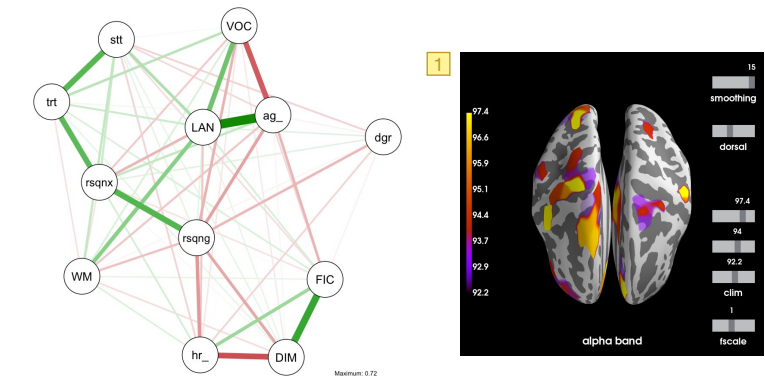 VOC
stt
trt
LAN
ag_
dgr
rsqnx
rsqng
WM
FIC
hr_
DIM
Maximum: 0.72
1
97.4
96.6
95.9
95.1
94.4
93.7
92.9
92.2
alpha band
15
smoothing
dorsal
97.4
94
92.2
clim
1
fscale